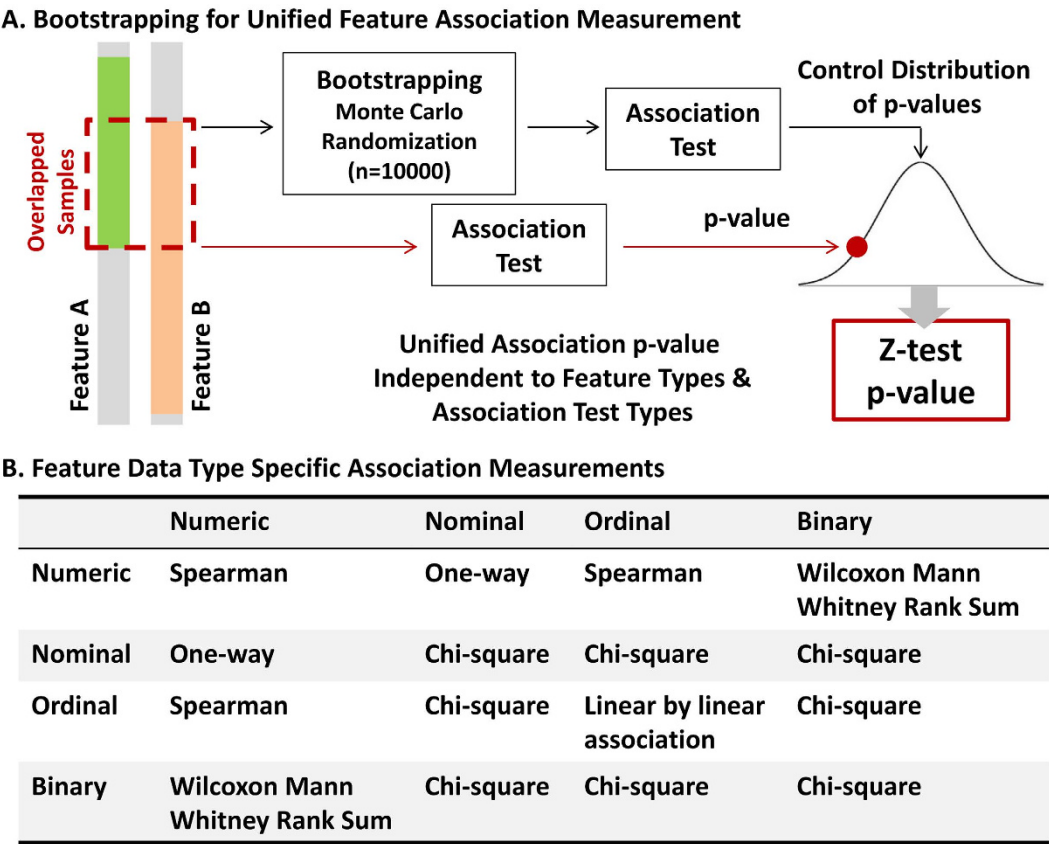 A. Bootstrapping for Unified Feature Association Measurement
Overlapped
Samples
Feature A
Feature B
Bootstrapping
Monte Carlo
Randomization
(n=10000)
Association
Test
Control Distribution
of p-values
Association
Test
p-value
Unified Association p-value
Independent to Feature Types &
Association Test Types
Z-test
p-value
B. Feature Data Type Specific Association Measurements
Numeric Nominal Ordinal Binary
Numeric Spearman One-way Spearman Wilcoxon Mann
Whitney Rank Sum
Nominal One-way Chi-square Chi-square Chi-square
Ordinal Spearman Chi-square Linear by linear Chi-square
association
Binary Wilcoxon Mann Chi-square Chi-square Chi-square
Whitney Rank Sum